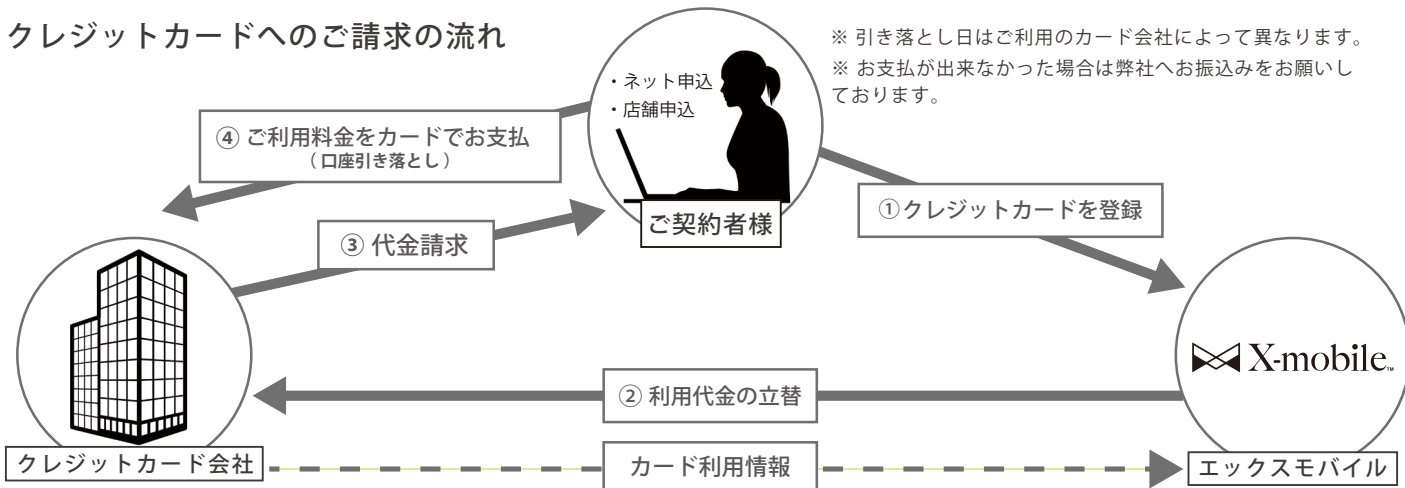 クレジットカードへのご請求の流れ
※ 引き落とし日はご利用のカード会社によって異なります。
※ お支払が出来なかった場合は弊社へお振込みをお願いし
ております。
・ネット申込
・店舗申込
④ ご利用料金をカードでお支払
（ 口座引き落とし ）
①クレジットカードを登録
ご契約者様
③ 代金請求
X-mobile™
② 利用代金の立替
クレジットカード会社
カード利用情報
エックスモバイル